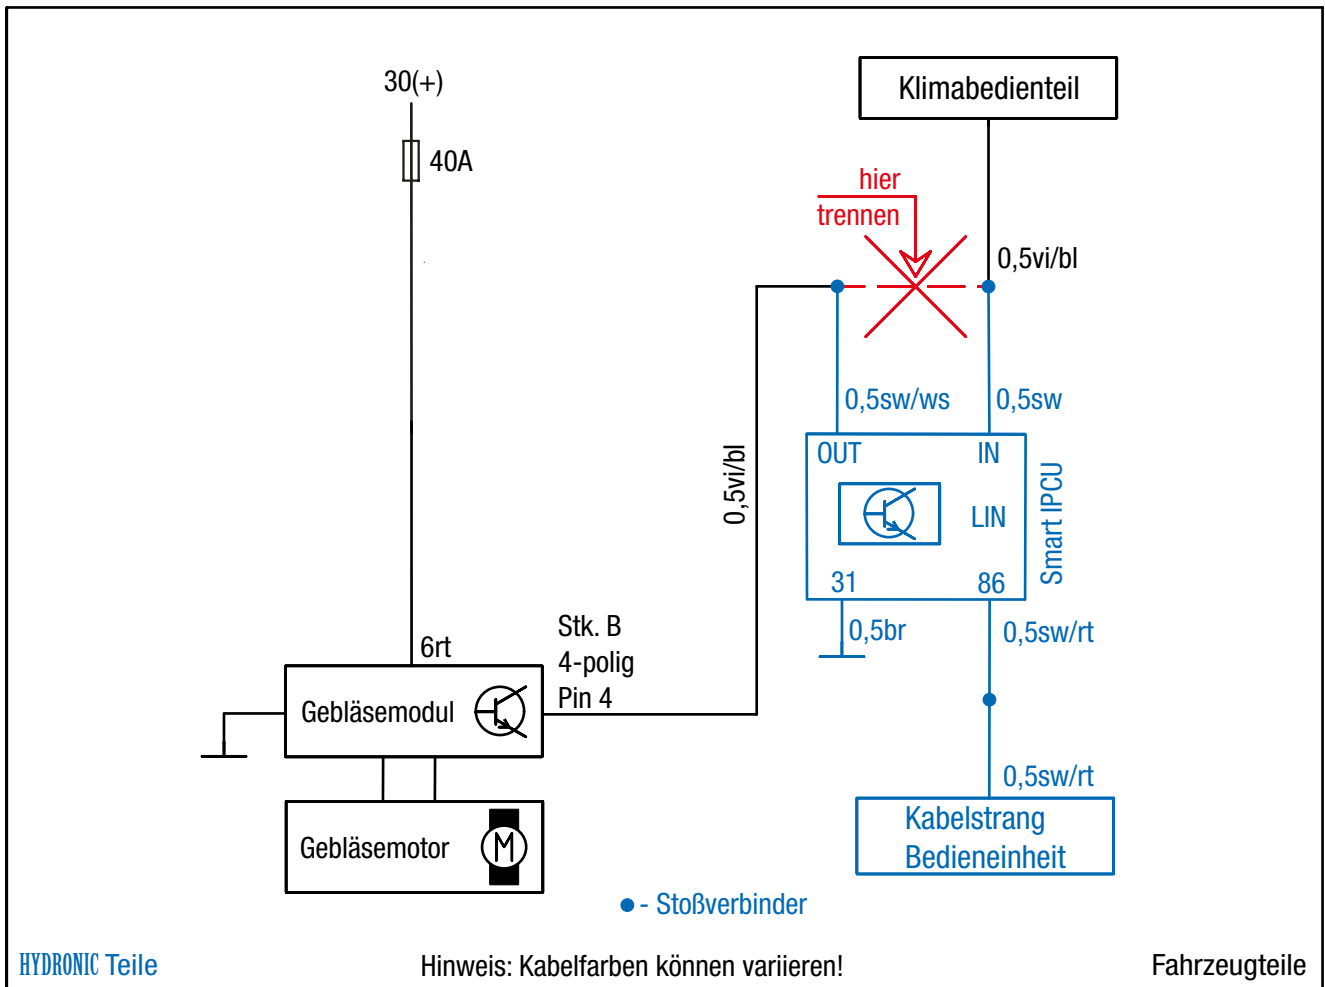 30(+)
40A
Klimabedienteil
hier
trennen
0,5vi/bl
0,5sw/ws
0,5sw
OUT
IN
LIN
31
86
Smart IPCU
0,5vi/bl
0,5br
0,5sw/rt
6rt
Stk. B
4-polig
Pin 4
Gebläsemodul
0,5sw/rt
Gebläsemotor
M
Kabelstrang
Bedieneinheit
- Stoßverbinder
HYDRONIC Teile
Hinweis: Kabelfarben können variieren!
Fahrzeugteile